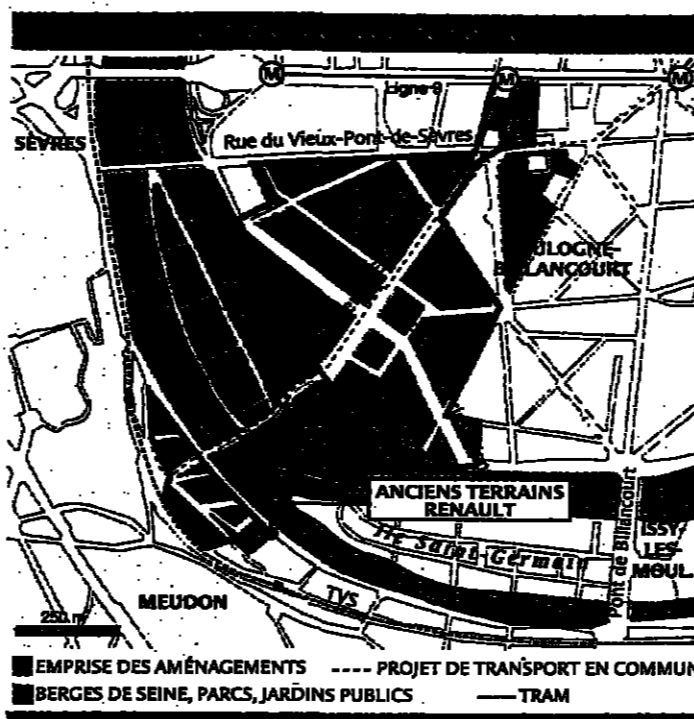 M
M
M
Ligne 9
SÈVRES
Rue du Vieux-Pont-de-Sèvres
ULOGNE-
BILLANCOURT
ANCIENS TERRAINS
RENAULT
Île Saint-Germain
Pont de Billancourt
ISSY-
LES-
MOUL
MEUDON
TVS
250 m
EMPRISE DES AMÉNAGEMENTS
PROJET DE TRANSPORT EN COMMUN
BERGES DE SEINE, PARCS, JARDINS PUBLICS
TRAM